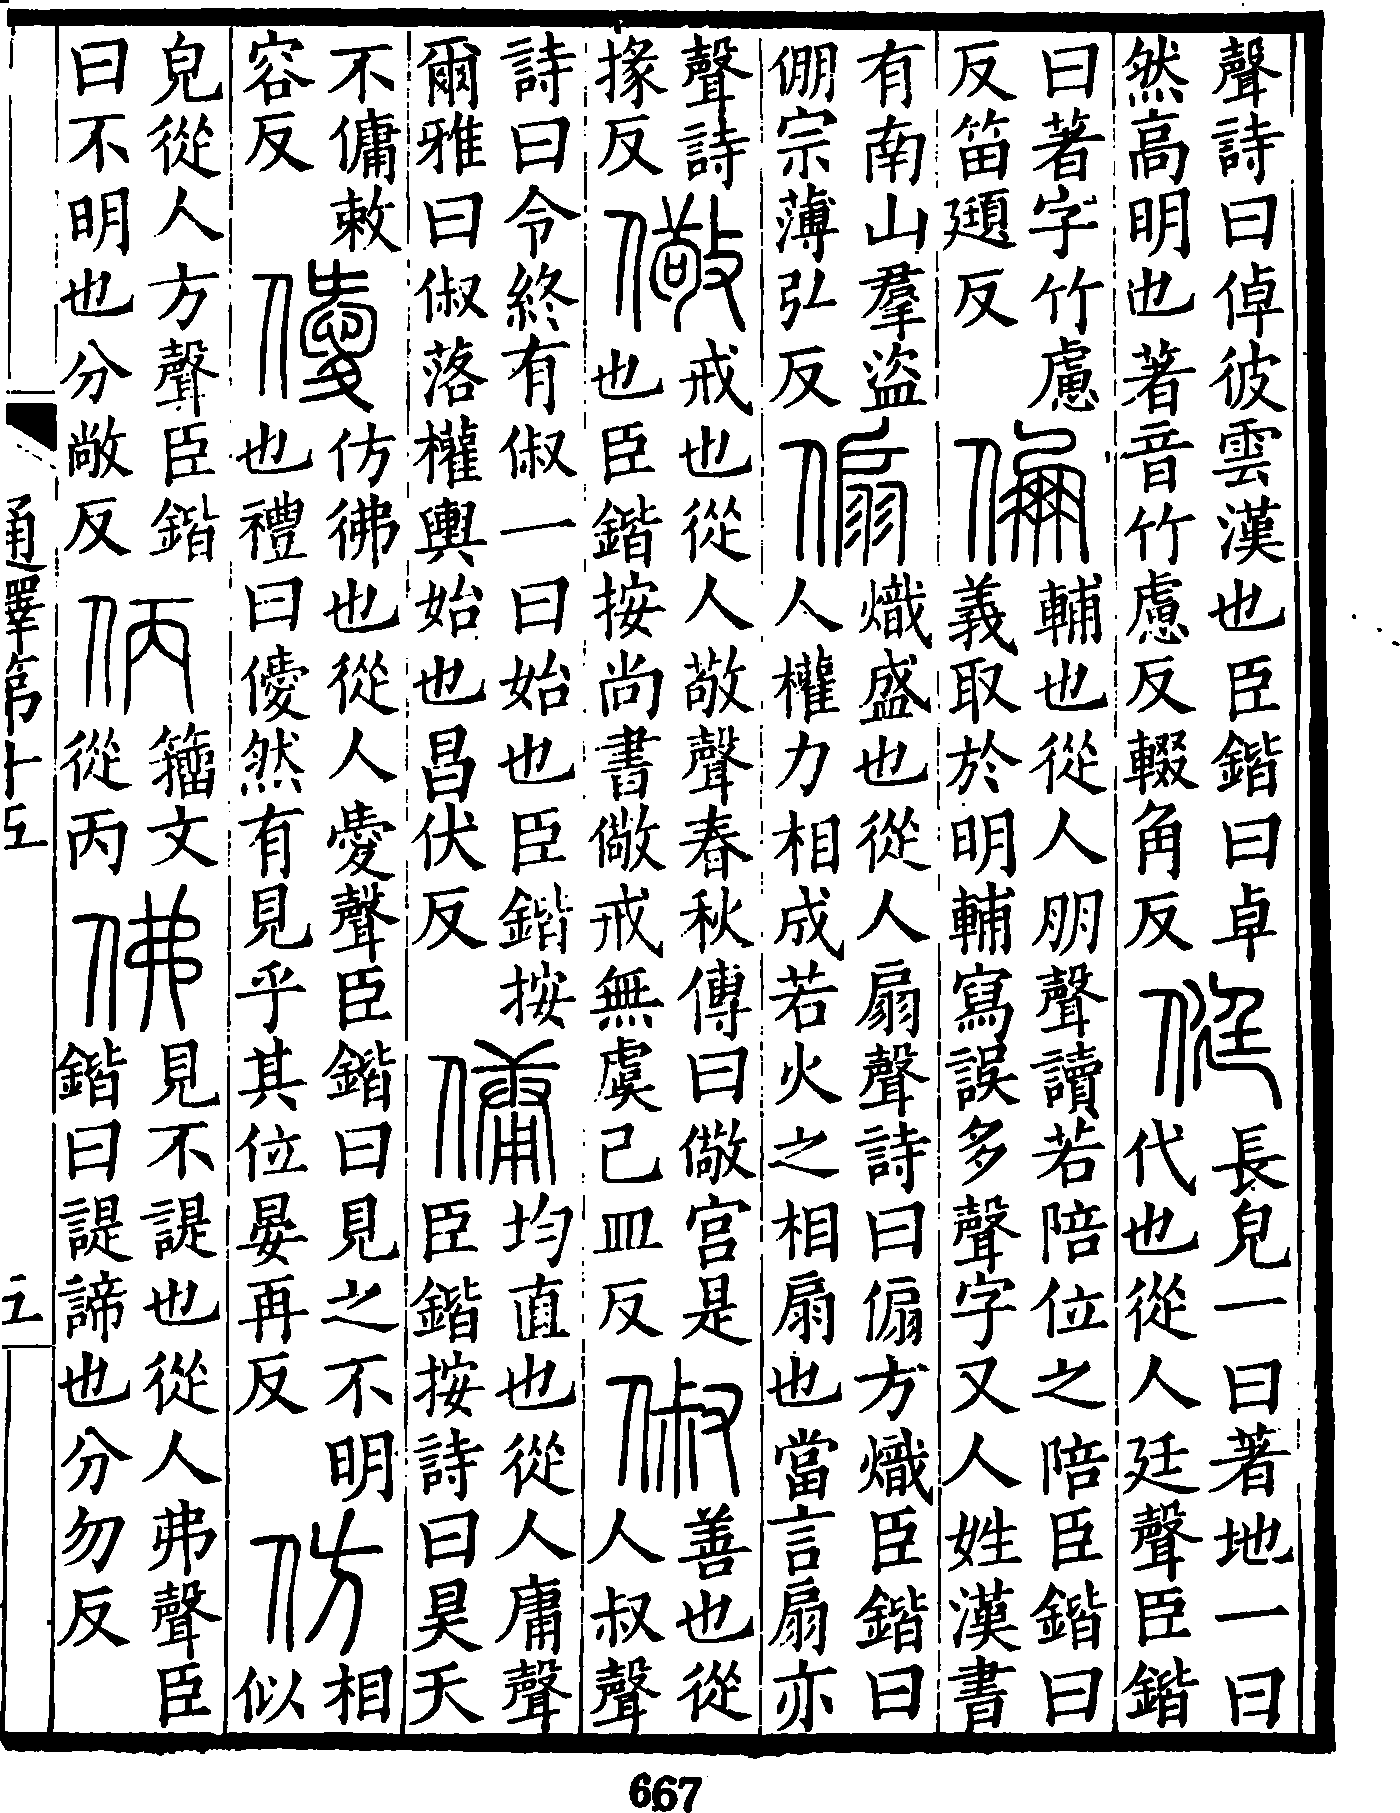 聲詩曰倬彼雲漢也臣鍇曰卓
然高明也著音竹慮反輟角反
侹
長皃一曰著地一曰
代也從人廷聲臣鍇
曰著字竹慮
反笛頲反
倗
輔也從人朋聲讀若陪位之陪臣鍇曰
義取於明輔寫誤多聲字又人姓漢書
有南山羣盜
倗宗薄弘反
傓
熾盛也從人扇聲詩曰傓方熾臣鍇曰
人權力相成若火之相扇也當言扇亦
聲詩
掾反
儆
戒也從人敬聲春秋傳曰儆宫是
也臣鍇按尚書儆戒無虞己皿反
俶
善也從
人叔聲
詩曰令終有俶一曰始也臣鍇按
爾雅曰俶落權輿始也昌伏反
傭
均直也從人庸聲
臣鍇按詩曰昊天
不傭敕
容反
僾
仿彿也從人愛聲臣鍇曰見之不明
也禮曰僾然有見乎其位晏再反
仿
相
似
皃從人方聲臣鍇
曰不明也分敞反
㑂
籀文
從丙
佛
見不諟也從人弗聲臣
鍇曰諟諦也分勿反
通釋第十五
五
667